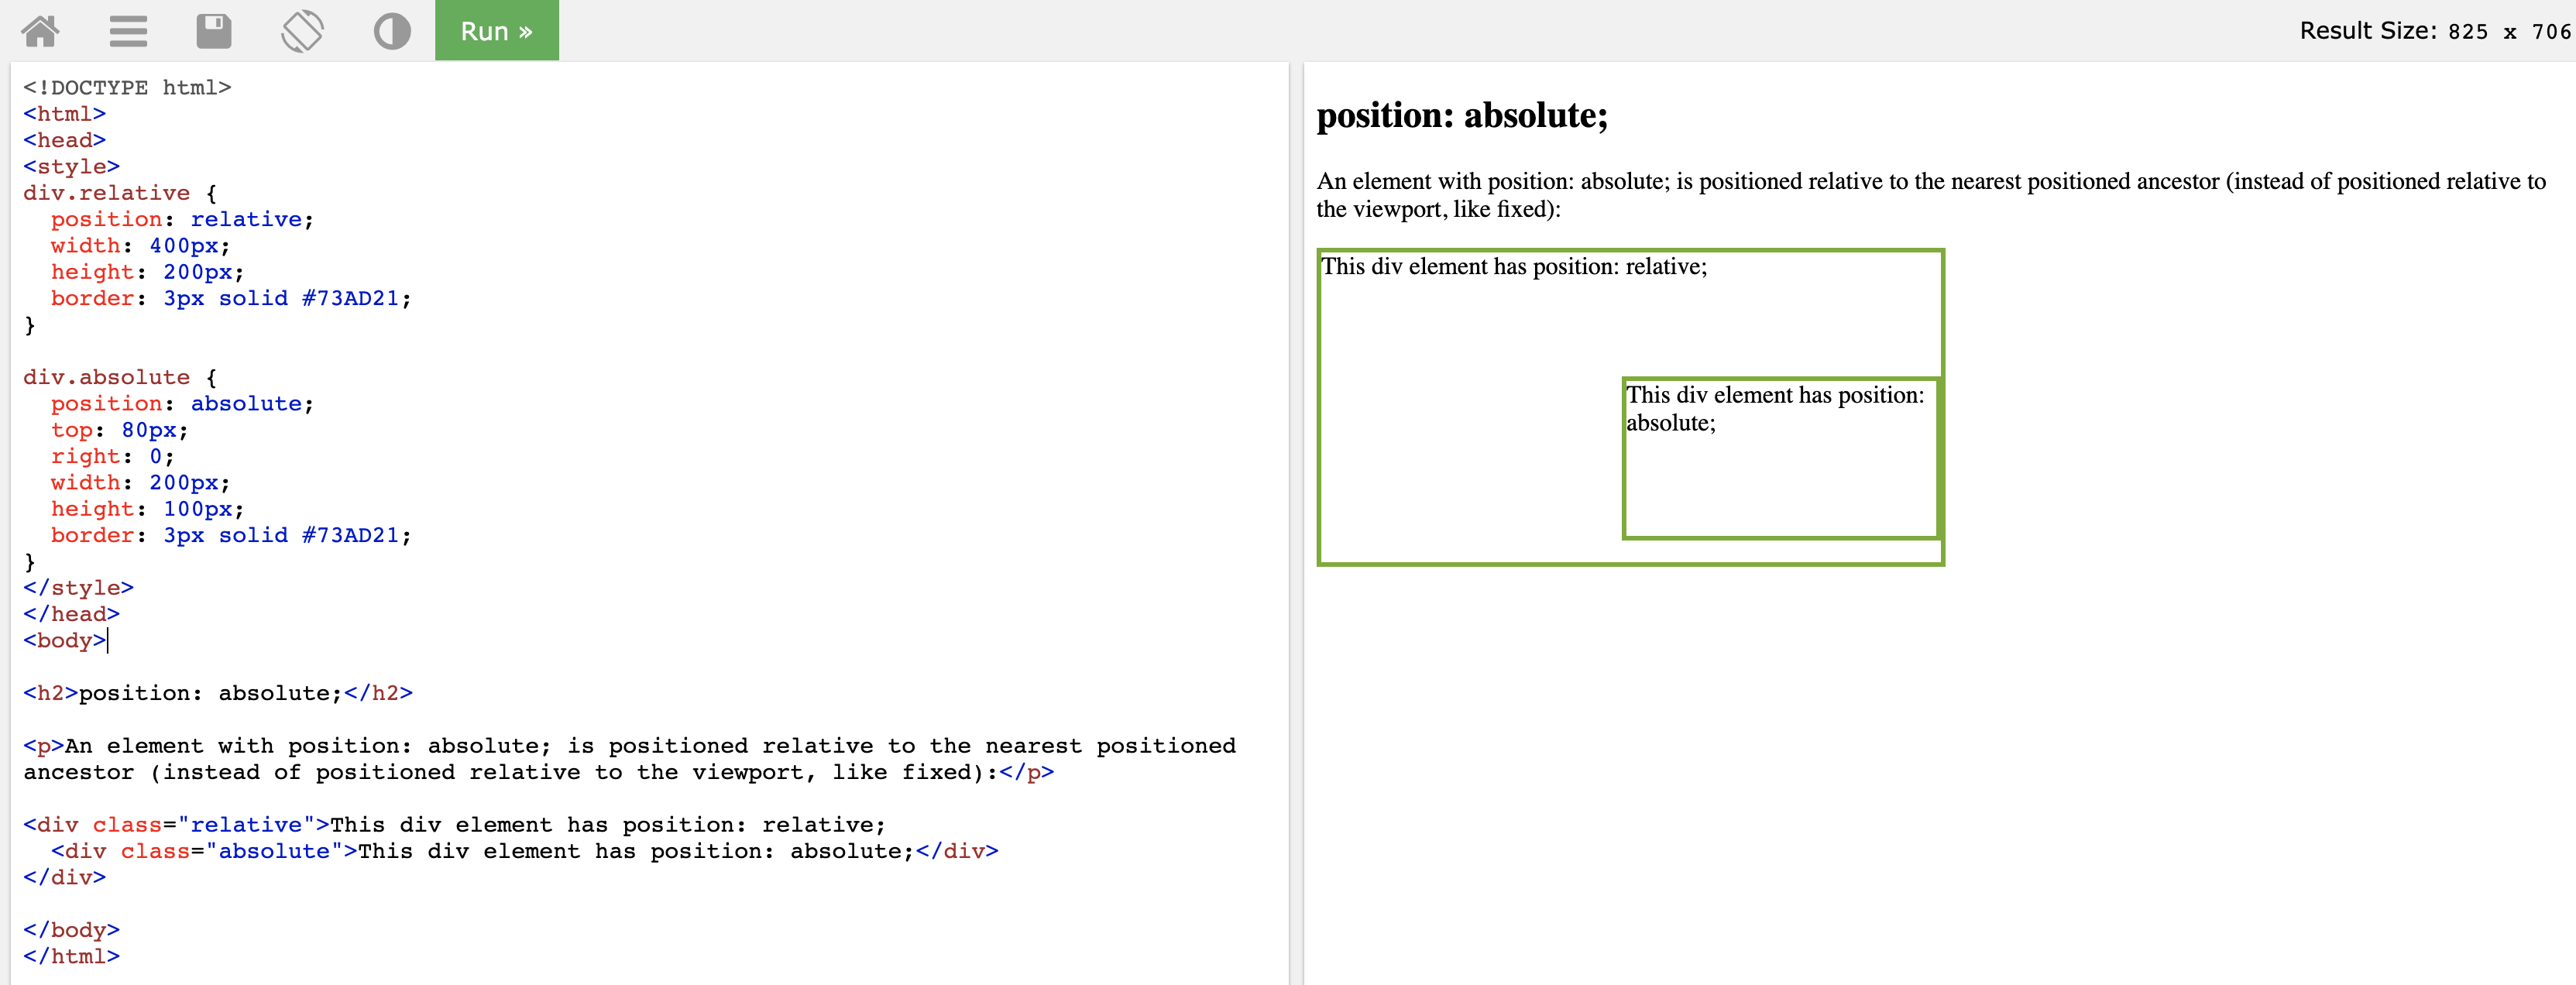 Run »
Result Size: 825 x 706
<!DOCTYPE html>
<html>
<head>
<style>
div.relative {
  position: relative;
  width: 400px;
  height: 200px;
  border: 3px solid #73AD21;
}

div.absolute {
  position: absolute;
  top: 80px;
  right: 0;
  width: 200px;
  height: 100px;
  border: 3px solid #73AD21;
}
</style>
</head>
<body>

<h2>position: absolute;</h2>

<p>An element with position: absolute; is positioned relative to the nearest positioned
ancestor (instead of positioned relative to the viewport, like fixed):</p>

<div class="relative">This div element has position: relative;
  <div class="absolute">This div element has position: absolute;</div>
</div>

</body>
</html>
position: absolute;
An element with position: absolute; is positioned relative to the nearest positioned ancestor (instead of positioned relative to
the viewport, like fixed):
This div element has position: relative;
This div element has position:
absolute;